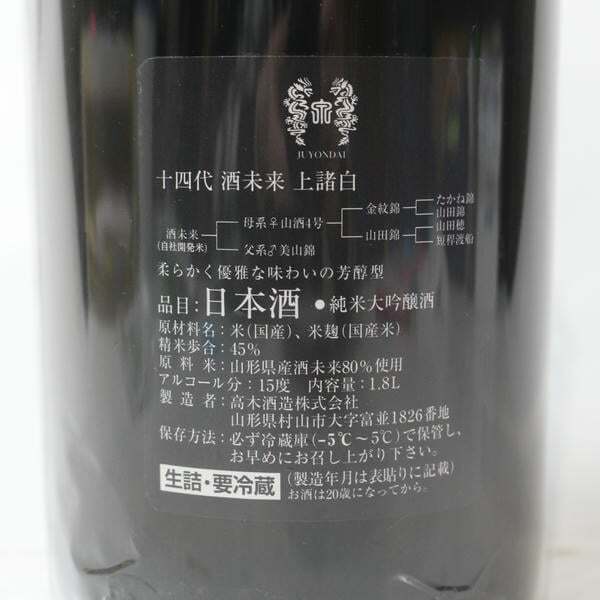 JUYONDAI
十四代 酒未来 上諸白
酒未来
(自社開発米)
母系♀山酒4号
父系♂美山錦
金紋錦
山田錦
たかね錦
山田錦
山田穂
短稈渡船
柔らかく優雅な味わいの芳醇型
品目:日本酒 ●純米大吟醸酒
原材料名:米(国産)、米麹(国産米)
精米歩合:45%
原料米:山形県産酒未来80%使用
アルコール分:15度 内容量:1.8L
製造者:高木酒造株式会社
山形県村山市大字富並1826番地
保存方法:必ず冷蔵庫(-5℃〜5℃)で保管し、
お早めにお召し上がり下さい。
生詰・要冷蔵
(製造年月は表貼りに記載)
お酒は20歳になってから。